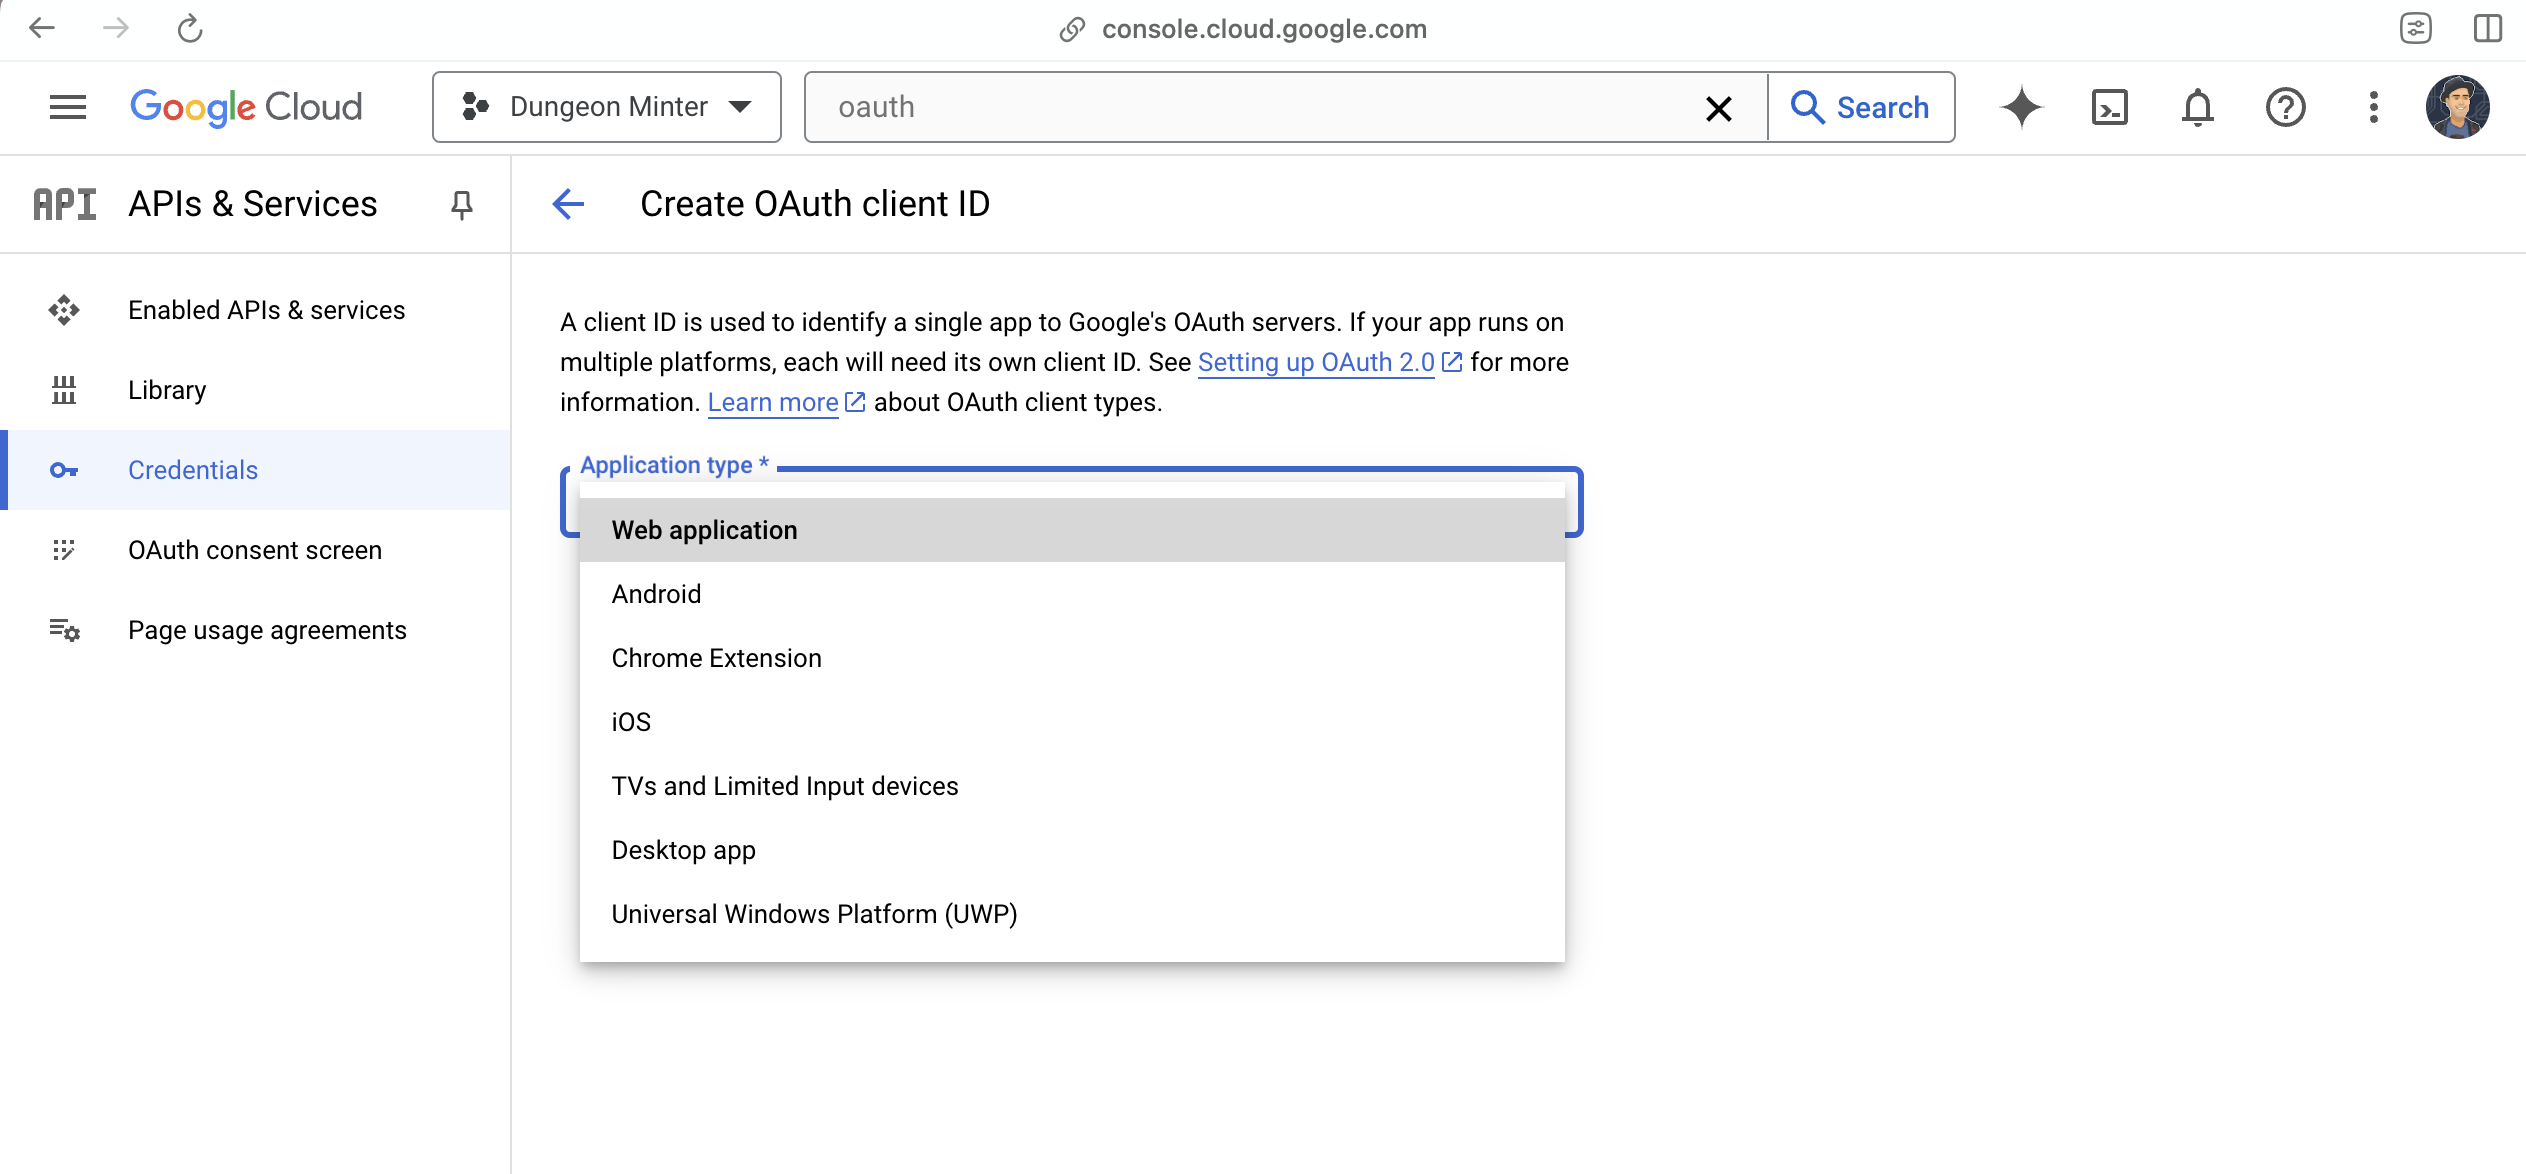 console.cloud.google.com
Google Cloud
Dungeon Minter
oauth
Search
API
APIs & Services
Create OAuth client ID
Enabled APIs & services
Library
Credentials
OAuth consent screen
Page usage agreements
A client ID is used to identify a single app to Google's OAuth servers. If your app runs on
multiple platforms, each will need its own client ID. See Setting up OAuth 2.0 for more
information. Learn more about OAuth client types.
Application type *
Web application
Android
Chrome Extension
iOS
TVs and Limited Input devices
Desktop app
Universal Windows Platform (UWP)